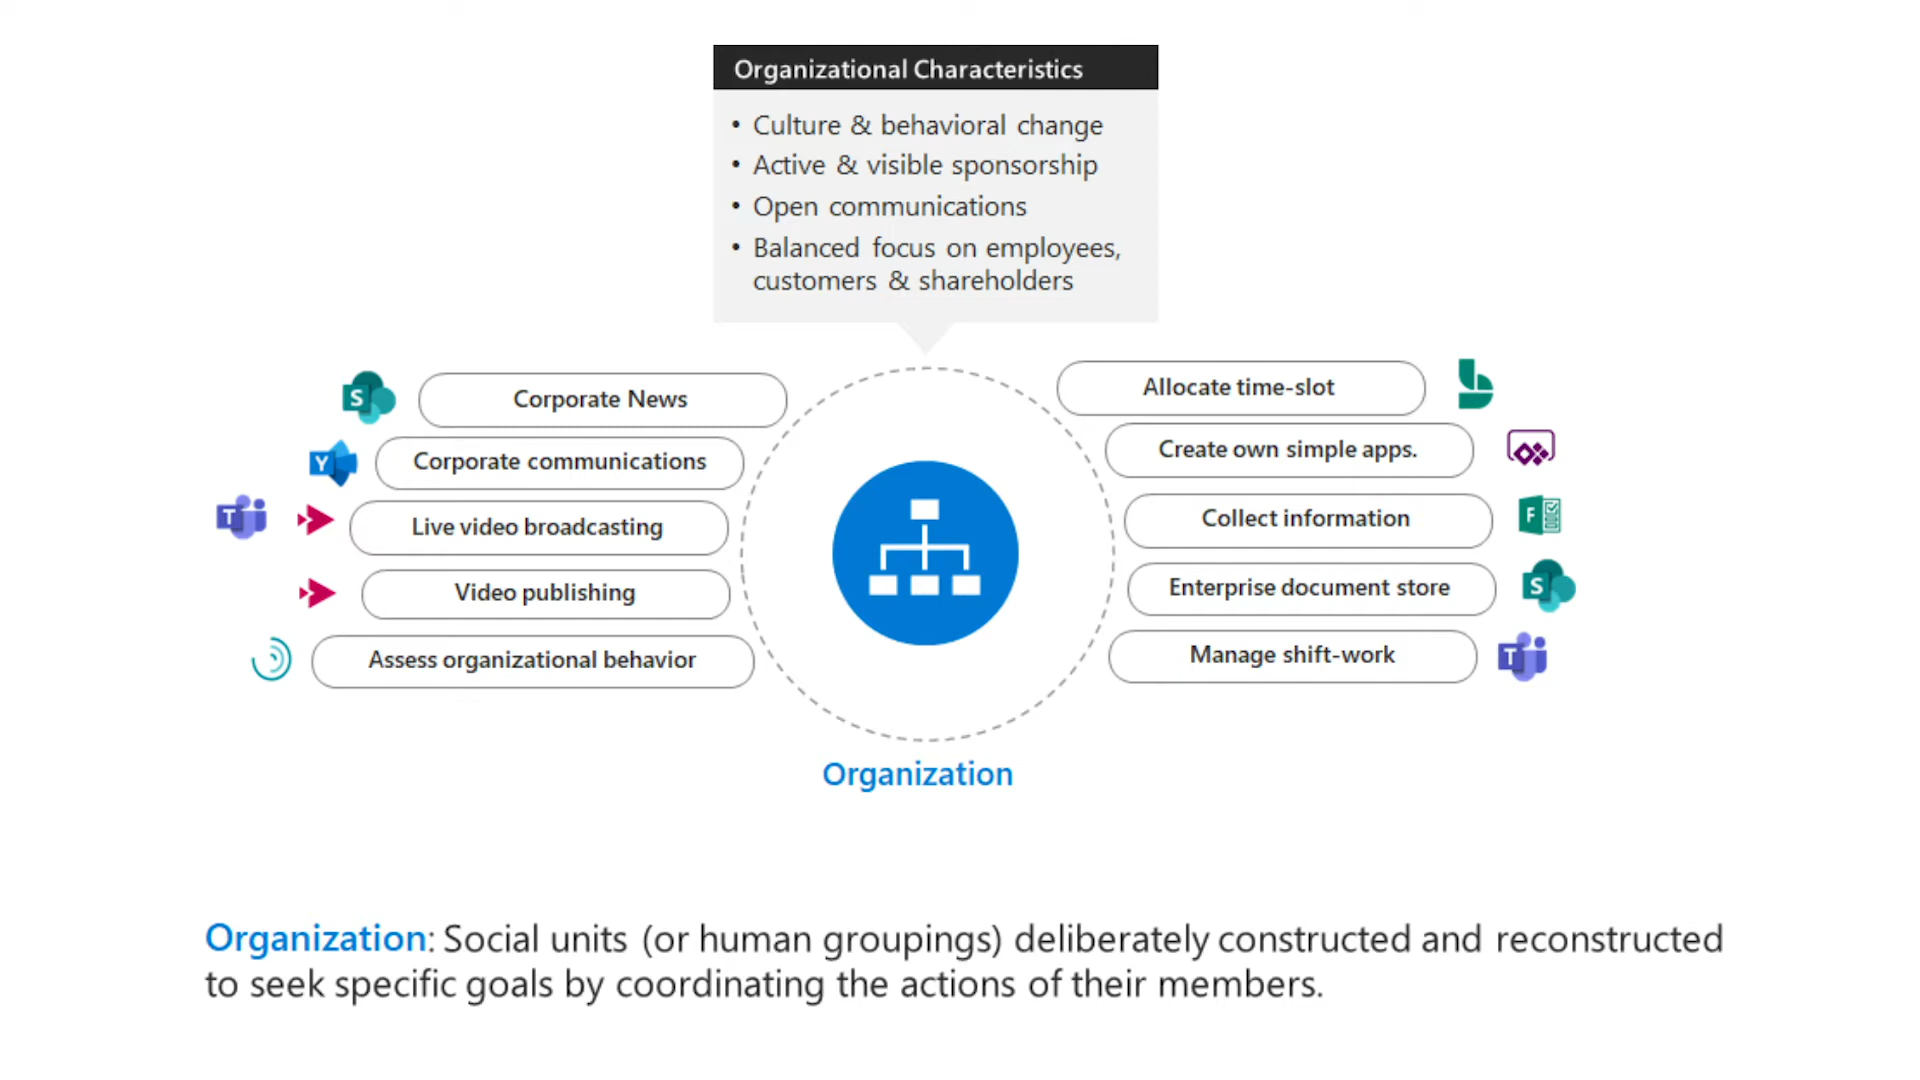 Organizational Characteristics
• Culture & behavioral change
• Active & visible sponsorship
• Open communications
• Balanced focus on employees,
customers & shareholders
S
Corporate News
Y
Corporate communications
T
Live video broadcasting
Video publishing
Assess organizational behavior
Allocate time-slot
Create own simple apps.
Collect information
F
Enterprise document store
S
Manage shift-work
T
Organization
Organization: Social units (or human groupings) deliberately constructed and reconstructed
to seek specific goals by coordinating the actions of their members.